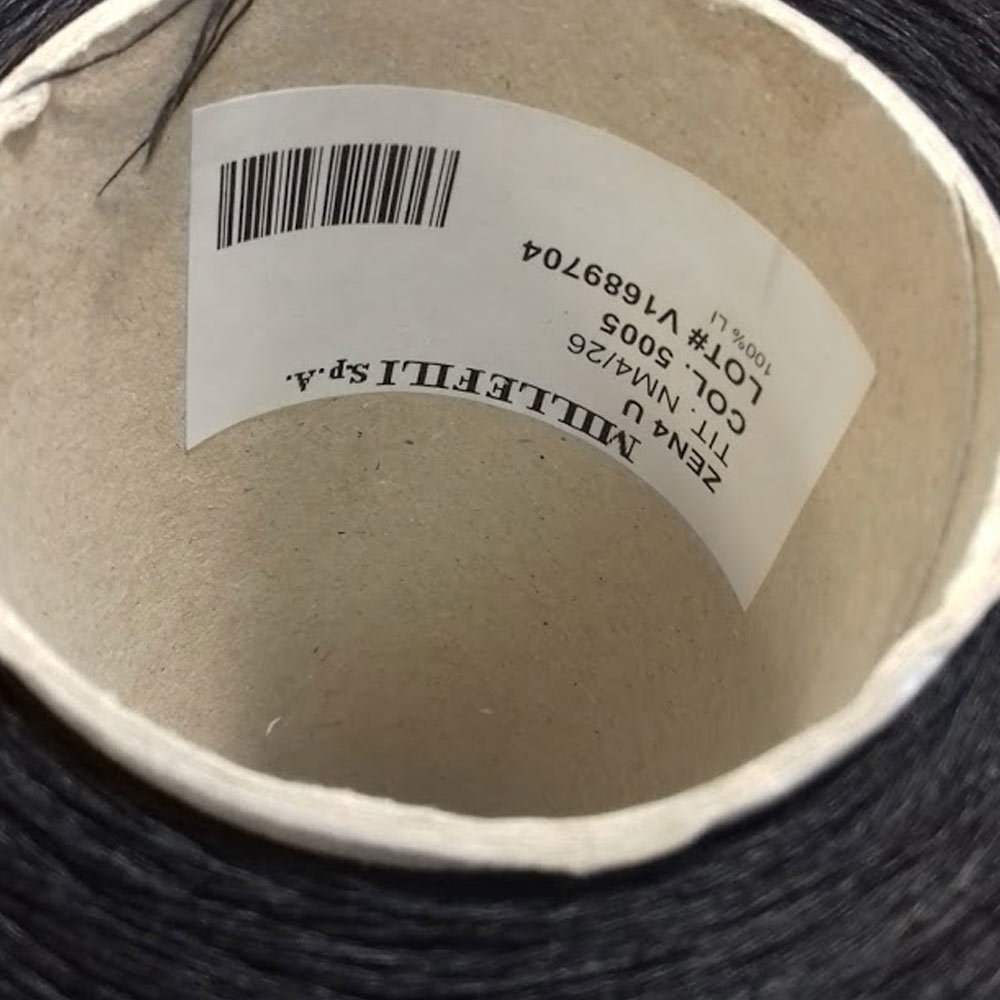 MILLEFILI S.p.A.
ZEN4 U
TIT. NM4/26
COL. 5005
LOT# V1689704
100% LI